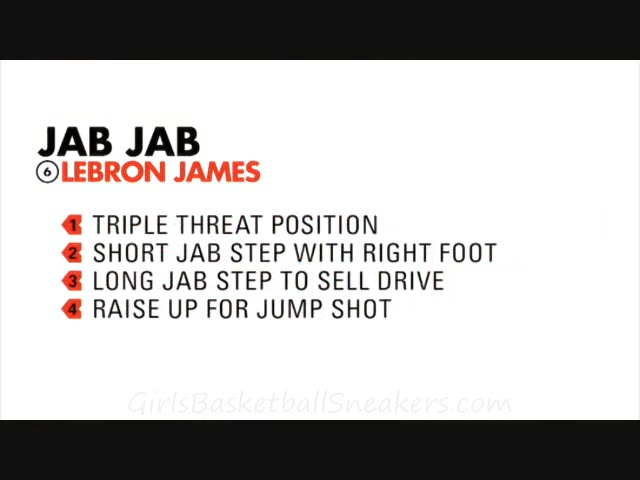 JAB JAB
6 LEBRON JAMES
1 TRIPLE THREAT POSITION
2 SHORT JAB STEP WITH RIGHT FOOT
3 LONG JAB STEP TO SELL DRIVE
4 RAISE UP FOR JUMP SHOT
GirlsBasketballSneakers.com